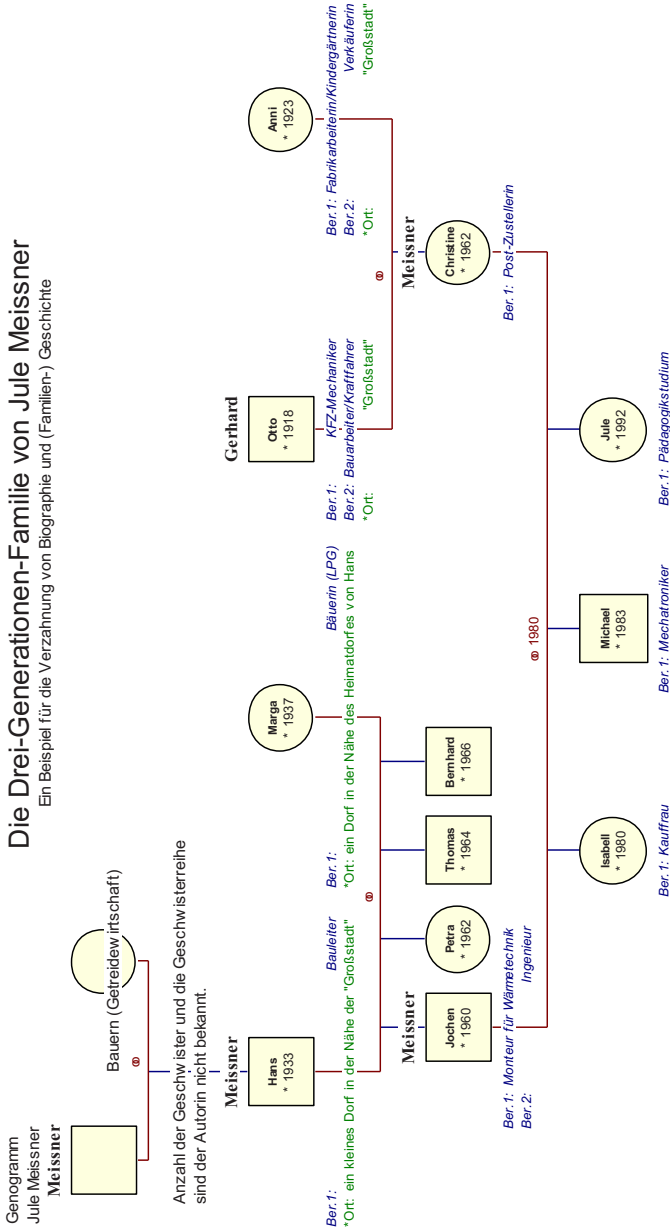 Die Drei-Generationen-Familie von Jule Meissner
Ein Beispiel für die Verzahnung von Biographie und (Familien-) Geschichte
Genogramm
Jule Meissner
Meissner
Bauern (Getreidewirtschaft)
Anzahl der Geschwister und die Geschwisterreihe
sind der Autorin nicht bekannt.
Meissner
Hans
* 1933
Ber.1: Bauleiter
*Ort: ein kleines Dorf in der Nähe der "Großstadt"
Marga
* 1937
Ber.1: Bäuerin (LPG)
*Ort: ein Dorf in der Nähe des Heimatdorfes von Hans
Gerhard
Otto
* 1918
Ber.1: KFZ-Mechaniker
Ber.2: Bauarbeiter/Kraftfahrer
*Ort: "Großstadt"
Anni
* 1923
Ber.1: Fabrikarbeiterin/Kindergärtnerin
Ber.2: Verkäuferin
*Ort: "Großstadt"
Meissner
Jochen
* 1960
Ber.1: Monteur für Wärmetechnik
Ber.2: Ingenieur
Petra
* 1962
Thomas
* 1964
Bernhard
* 1966
Meissner
Christine
* 1962
Ber.1: Post-Zustellerin
1980
Isabell
* 1980
Ber.1: Kauffrau
Michael
* 1983
Ber.1: Mechatroniker
Jule
* 1992
Ber.1: Pädagogikstudium